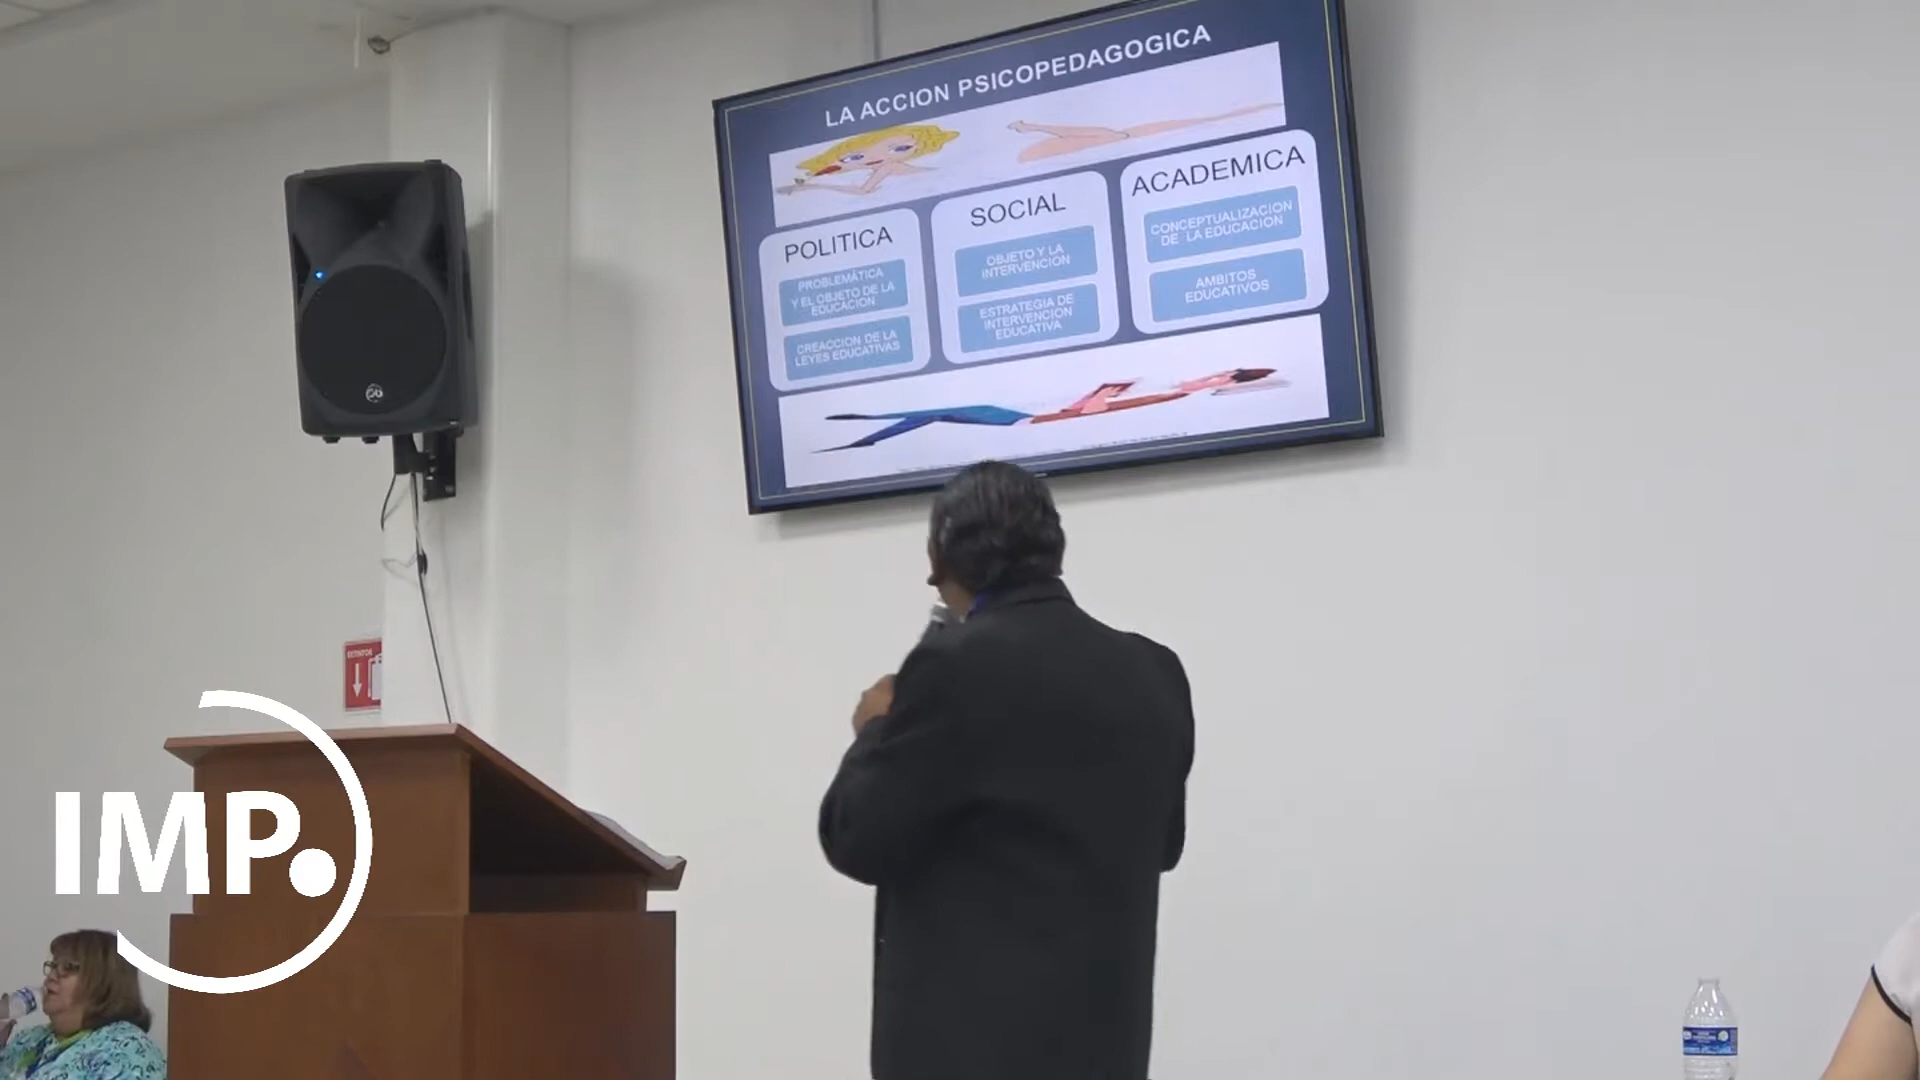 LA ACCION PSICOPEDAGOGICA
POLITICA
PROBLEMÁTICA
Y EL OBJETO DE LA
EDUCACION
CREACCION DE LA
LEYES EDUCATIVAS
SOCIAL
OBJETO Y LA
INTERVENCIÓN
ESTRATEGIA DE
INTERVENCION
EDUCATIVA
ACADEMICA
CONCEPTUALIZACION
DE LA EDUCACION
AMBITOS
EDUCATIVOS
EXTINTOR
IMP.